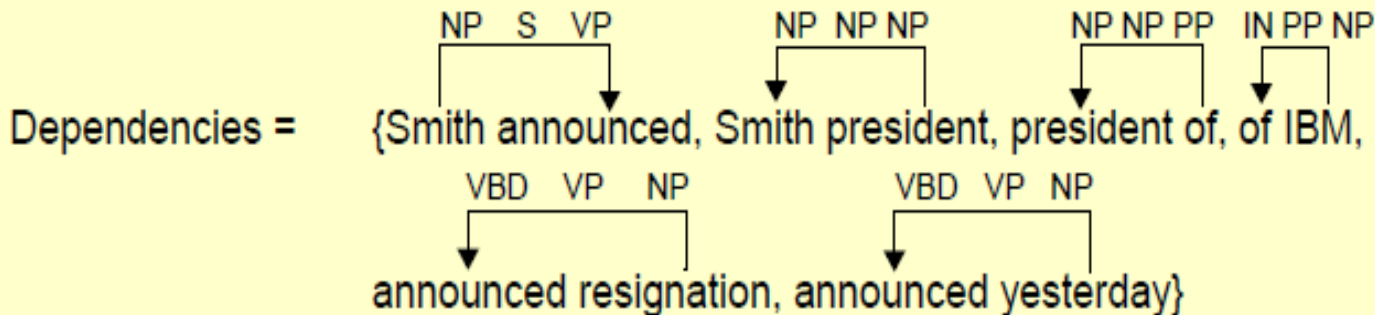 NP S VP NP NP NP NP NP PP IN PP NP
Dependencies = {Smith announced, Smith president, president of, of IBM,
VBD VP NP VBD VP NP
announced resignation, announced yesterday}